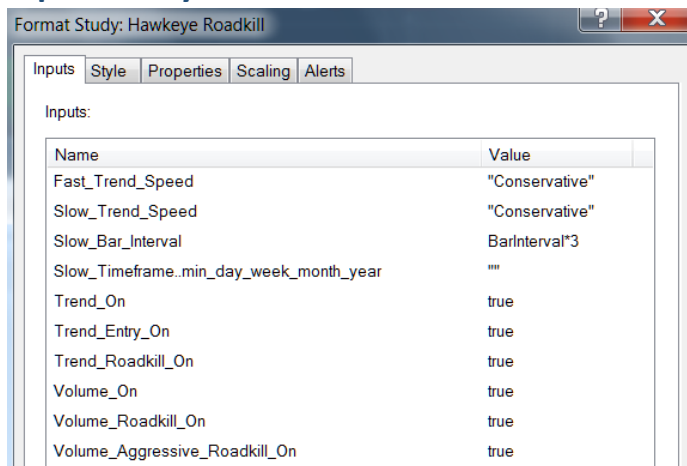 Format Study: Hawkeye Roadkill ? X
Inputs Style Properties Scaling Alerts
Inputs:
Name Value
Fast_Trend_Speed "Conservative"
Slow_Trend_Speed "Conservative"
Slow_Bar_Interval BarInterval*3
Slow_Timeframe..min_day_week_month_year ""
Trend_On true
Trend_Entry_On true
Trend_Roadkill_On true
Volume_On true
Volume_Roadkill_On true
Volume_Aggressive_Roadkill_On true